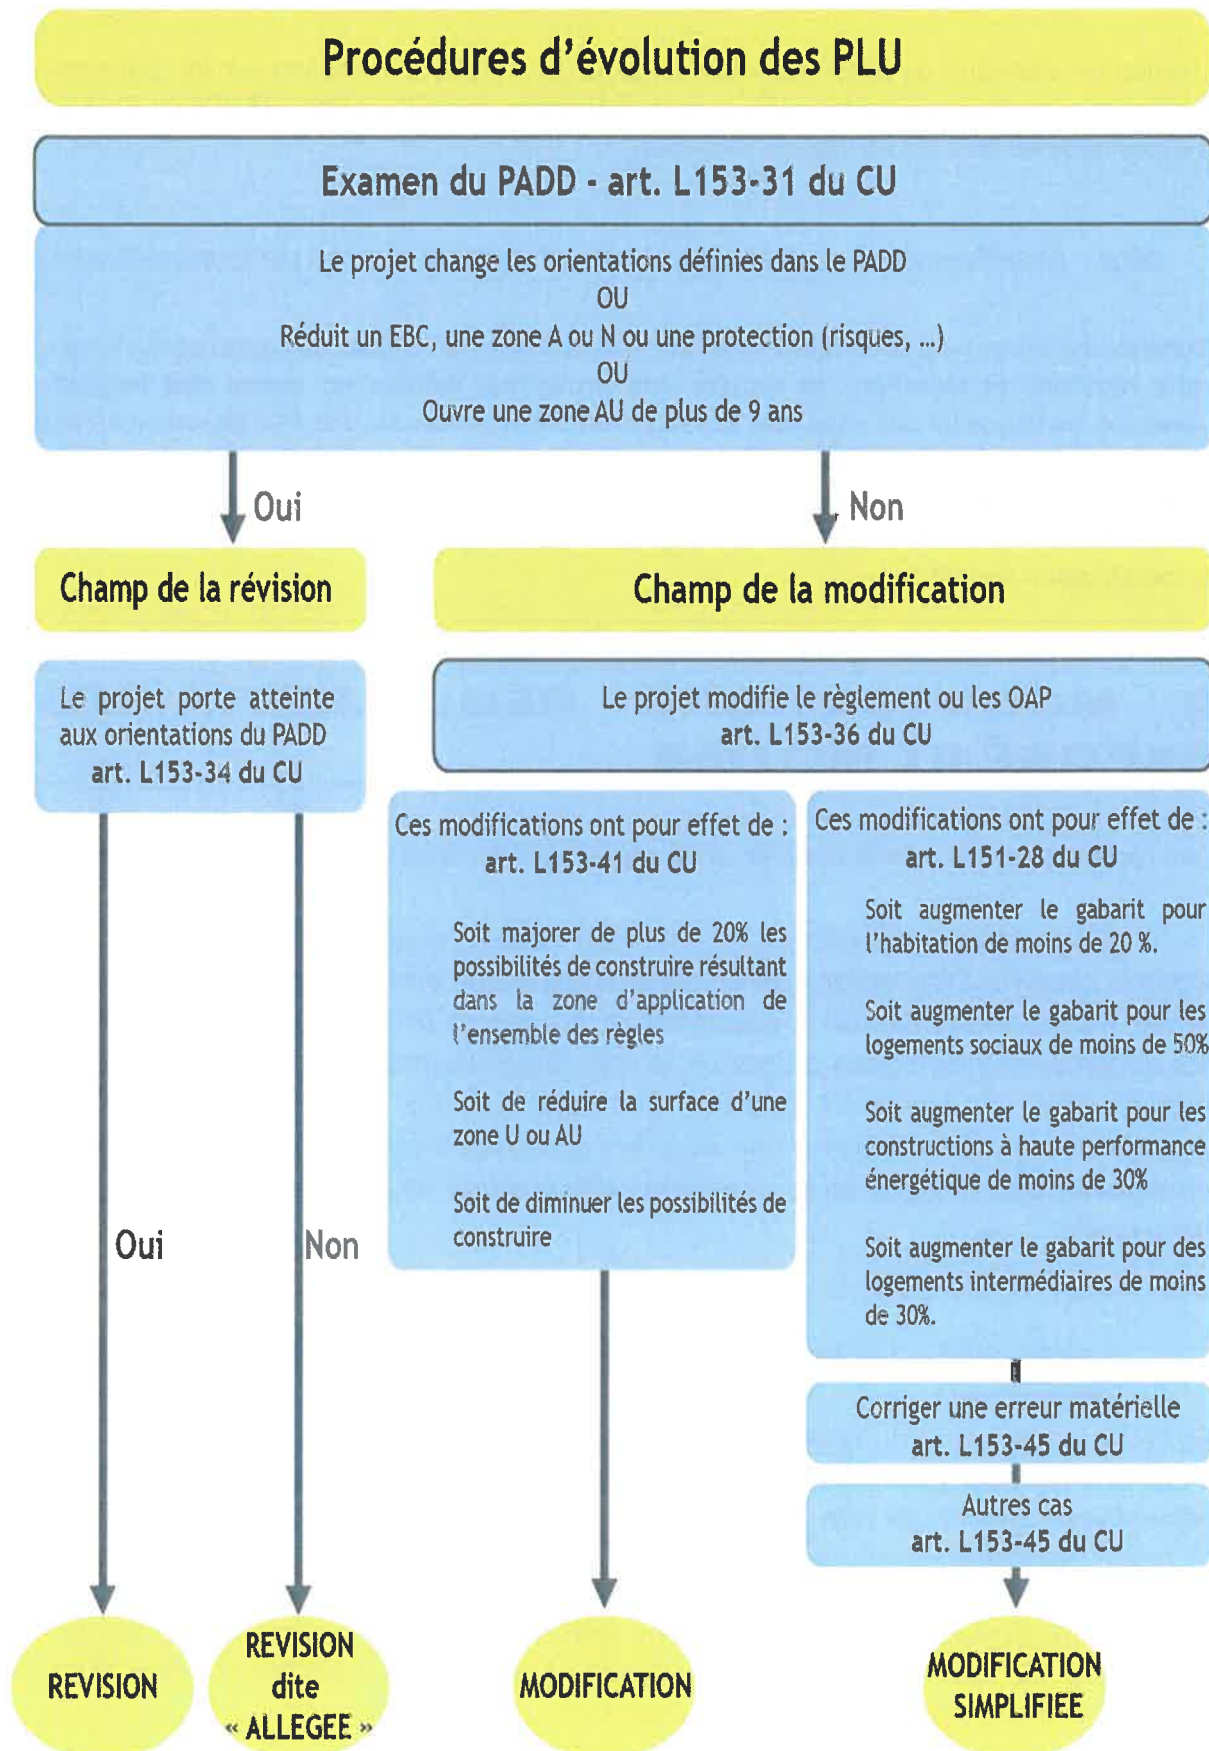 Procédures d'évolution des PLU
Examen du PADD - art. L153-31 du CU
Le projet change les orientations définies dans le PADD
OU
Réduit un EBC, une zone A ou N ou une protection (risques, ...)
OU
Ouvre une zone AU de plus de 9 ans
Oui
Non
Champ de la révision
Champ de la modification
Le projet porte atteinte
aux orientations du PADD
art. L153-34 du CU
Le projet modifie le règlement ou les OAP
art. L153-36 du CU
Ces modifications ont pour effet de :
art. L153-41 du CU
Soit majorer de plus de 20% les
possibilités de construire résultant
dans la zone d'application de
l'ensemble des règles
Soit de réduire la surface d'une
zone U ou AU
Soit de diminuer les possibilités de
construire
Ces modifications ont pour effet de :
art. L151-28 du CU
Soit augmenter le gabarit pour
l'habitation de moins de 20 %.
Soit augmenter le gabarit pour les
logements sociaux de moins de 50%
Soit augmenter le gabarit pour les
constructions à haute performance
énergétique de moins de 30%
Soit augmenter le gabarit pour des
logements intermédiaires de moins
de 30%.
Oui
Non
Corriger une erreur matérielle
art. L153-45 du CU
Autres cas
art. L153-45 du CU
REVISION
REVISION
dite
« ALLEGEE »
MODIFICATION
MODIFICATION
SIMPLIFIEE